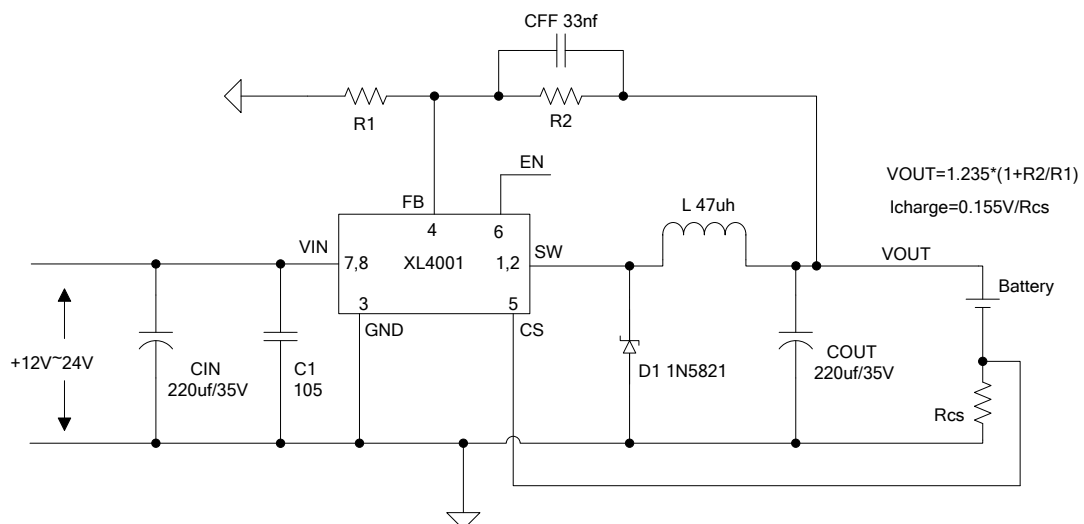 CFF 33nf
R1
R2
EN
VOUT=1.235*(1+R2/R1)
Icharge=0.155V/Rcs
FB
L 47uh
4
6
VIN
SW
VOUT
7,8
XL4001
1,2
Battery
3
5
GND
CS
+12V~24V
CIN
220uf/35V
C1
105
D1 1N5821
COUT
220uf/35V
Rcs